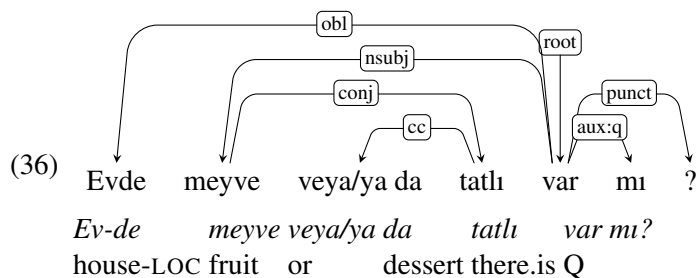 obl
root
nsubj
conj
punct
cc
aux:q
(36) Evde meyve veya/ya da tatlı var mı ?
Ev-de meyve veya/ya da tatlı var mı?
house-LOC fruit or dessert there.is Q